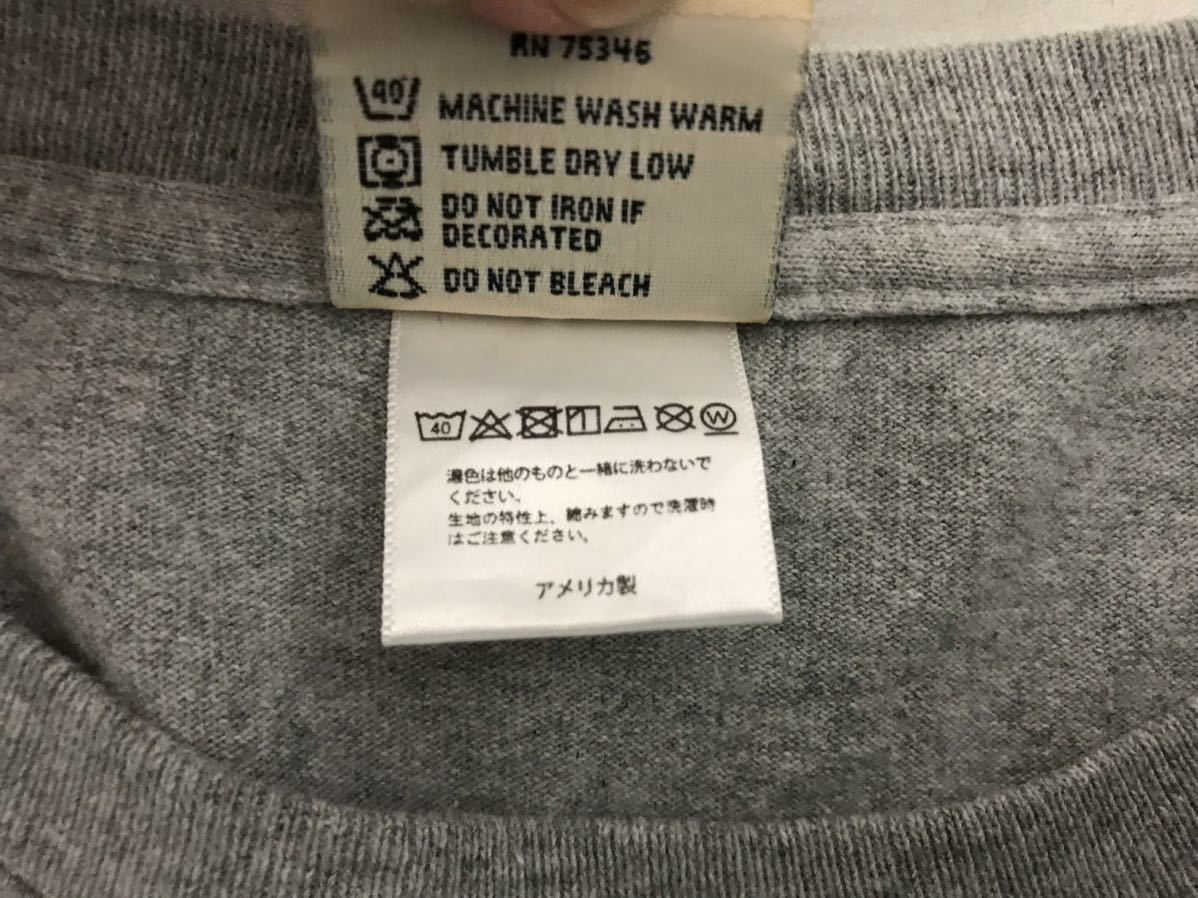 RN 75346
40 MACHINE WASH WARM
TUMBLE DRY LOW
DO NOT IRON IF
DECORATED
DO NOT BLEACH
40 W
濃色は他のものと一緒に洗わないで
ください。
生地の特性上、縮みますので洗濯時
はご注意ください。
アメリカ製